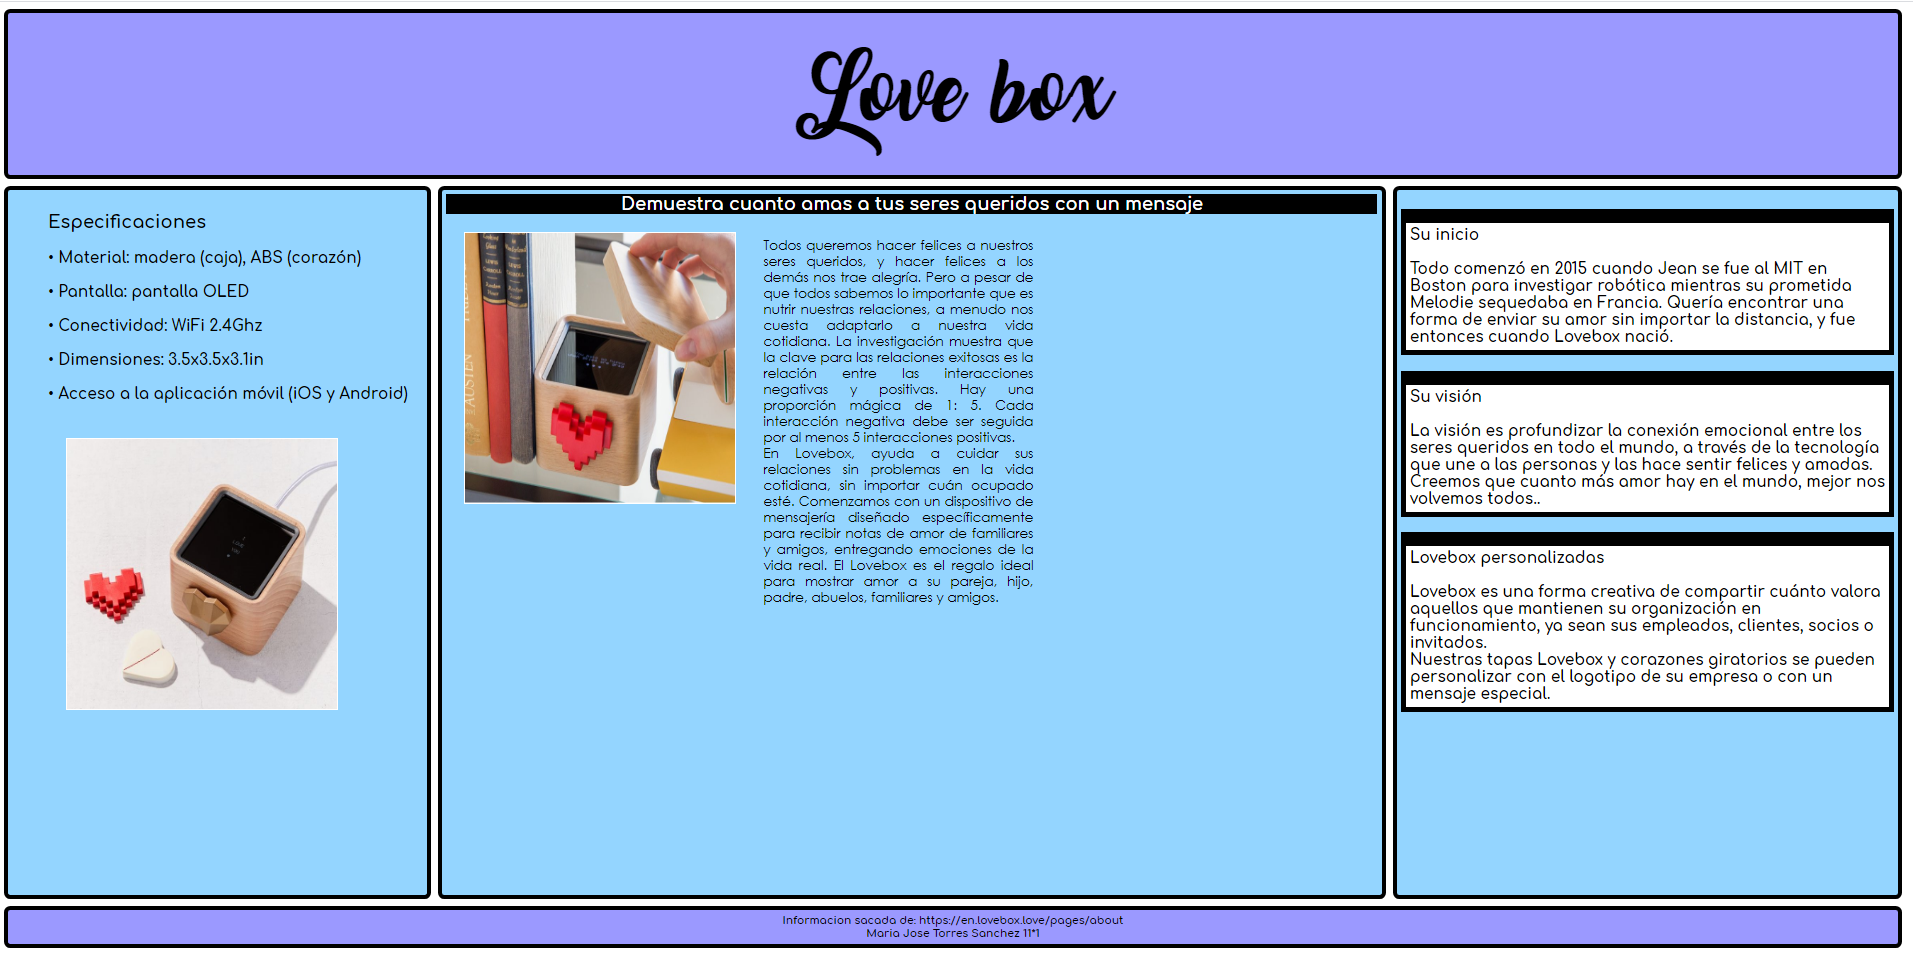 Love box
Especificaciones
• Material: madera (caja), ABS (corazón)
• Pantalla: pantalla OLED
• Conectividad: WiFi 2.4Ghz
• Dimensiones: 3.5x3.5x3.1in
• Acceso a la aplicación móvil (iOS y Android)
Demuestra cuanto amas a tus seres queridos con un mensaje
AUSTEN
Todos queremos hacer felices a nuestros
seres queridos, y hacer felices a los
demás nos trae alegría. Pero a pesar de
que todos sabemos lo importante que es
nutrir nuestras relaciones, a menudo nos
cuesta adaptarlo a nuestra vida
cotidiana. La investigación muestra que
la clave para las relaciones exitosas es la
relación entre las interacciones
negativas y positivas. Hay una
proporción mágica de 1: 5. Cada
interacción negativa debe ser seguida
por al menos 5 interacciones positivas.
En Lovebox, ayuda a cuidar sus
relaciones sin problemas en la vida
cotidiana, sin importar cuán ocupado
esté. Comenzamos con un dispositivo de
mensajería diseñado específicamente
para recibir notas de amor de familiares
y amigos, entregando emociones de la
vida real. El Lovebox es el regalo ideal
para mostrar amor a su pareja, hijo,
padre, abuelos, familiares y amigos.
Su inicio
Todo comenzó en 2015 cuando Jean se fue al MIT en
Boston para investigar robótica mientras su prometida
Melodie sequedaba en Francia. Quería encontrar una
forma de enviar su amor sin importar la distancia, y fue
entonces cuando Lovebox nació.
Su visión
La visión es profundizar la conexión emocional entre los
seres queridos en todo el mundo, a través de la tecnología
que une a las personas y las hace sentir felices y amadas.
Creemos que cuanto más amor hay en el mundo, mejor nos
volvemos todos..
Lovebox personalizadas
Lovebox es una forma creativa de compartir cuánto valora
aquellos que mantienen su organización en
funcionamiento, ya sean sus empleados, clientes, socios o
invitados.
Nuestras tapas Lovebox y corazones giratorios se pueden
personalizar con el logotipo de su empresa o con un
mensaje especial.
Informacion sacada de: https://en.lovebox.love/pages/about
Maria Jose Torres Sanchez 11°1